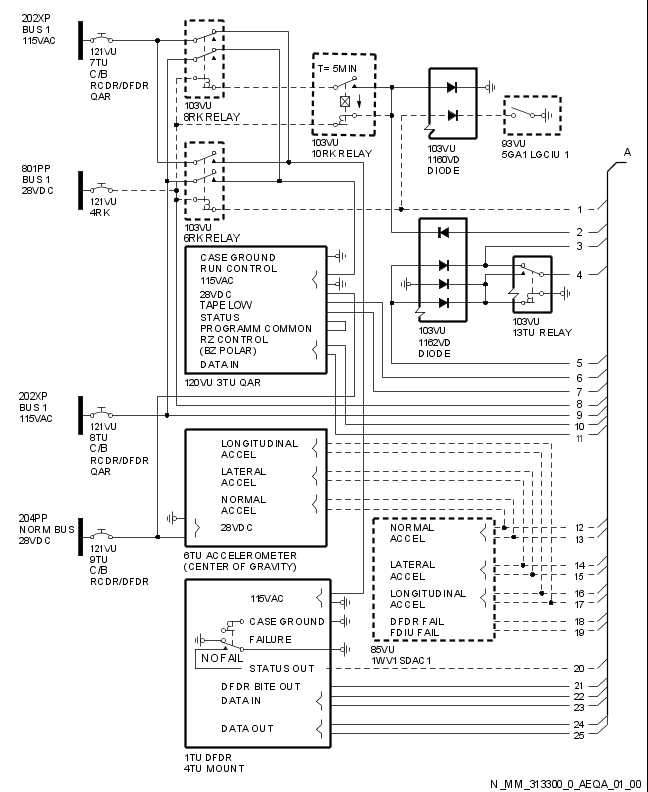 202XP
BUS 1
115VAC
121VU
7TU
C/B
RCDR/DFDR
QAR
103VU
8RK RELAY
T= 5MIN
103VU
10RK RELAY
103VU
1160VD
DIODE
93VU
5GA1 LGCIU 1
A
801PP
BUS 1
28VDC
121VU
4RK
103VU
6RK RELAY
1
2
3
4
CASE GROUND
RUN CONTROL
115VAC
28VDC
TAPE LOW
STATUS
PROGRAMM COMMON
RZ CONTROL
(BZ POLAR)
DATA IN
120VU 3TU QAR
103VU
1162VD
DIODE
103VU
13TU RELAY
5
6
7
8
9
10
11
202XP
BUS 1
115VAC
121VU
8TU
C/B
RCDR/DFDR
QAR
LONGITUDINAL
ACCEL
LATERAL
ACCEL
NORMAL
ACCEL
28VDC
6TU ACCELEROMETER
(CENTER OF GRAVITY)
204PP
NORM BUS
28VDC
121VU
9TU
C/B
RCDR/DFDR
NORMAL
ACCEL
LATERAL
ACCEL
LONGITUDINAL
ACCEL
DFDR FAIL
FDIU FAIL
85VU
1WV1 SDAC1
12
13
14
15
16
17
18
19
115VAC
CASE GROUND
FAILURE
NO FAIL
STATUS OUT
DFDR BITE OUT
DATA IN
DATA OUT
1TU DFDR
4TU MOUNT
20
21
22
23
24
25
N_MM_313300_0_AEQA_01_00